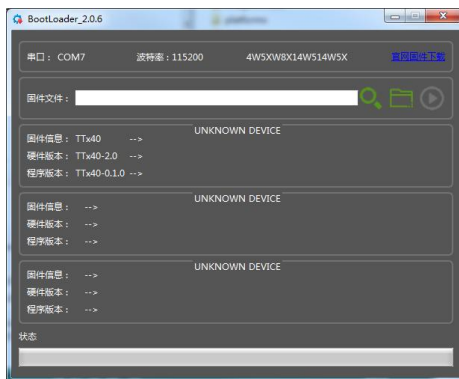 BootLoader_2.0.6
串口： COM7 波特率：115200 4W5XW8X14W514W5X 官网固件下载
固件文件：
UNKNOWN DEVICE
固件信息： TTx40 -->
硬件版本： TTx40-2.0 -->
程序版本： TTx40-0.1.0 -->
UNKNOWN DEVICE
固件信息： -->
硬件版本： -->
程序版本： -->
UNKNOWN DEVICE
固件信息： -->
硬件版本： -->
程序版本： -->
状态